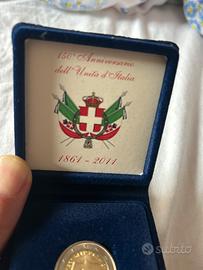 150° Anniversario
dell'Unità d'Italia
1861 - 2011
subito